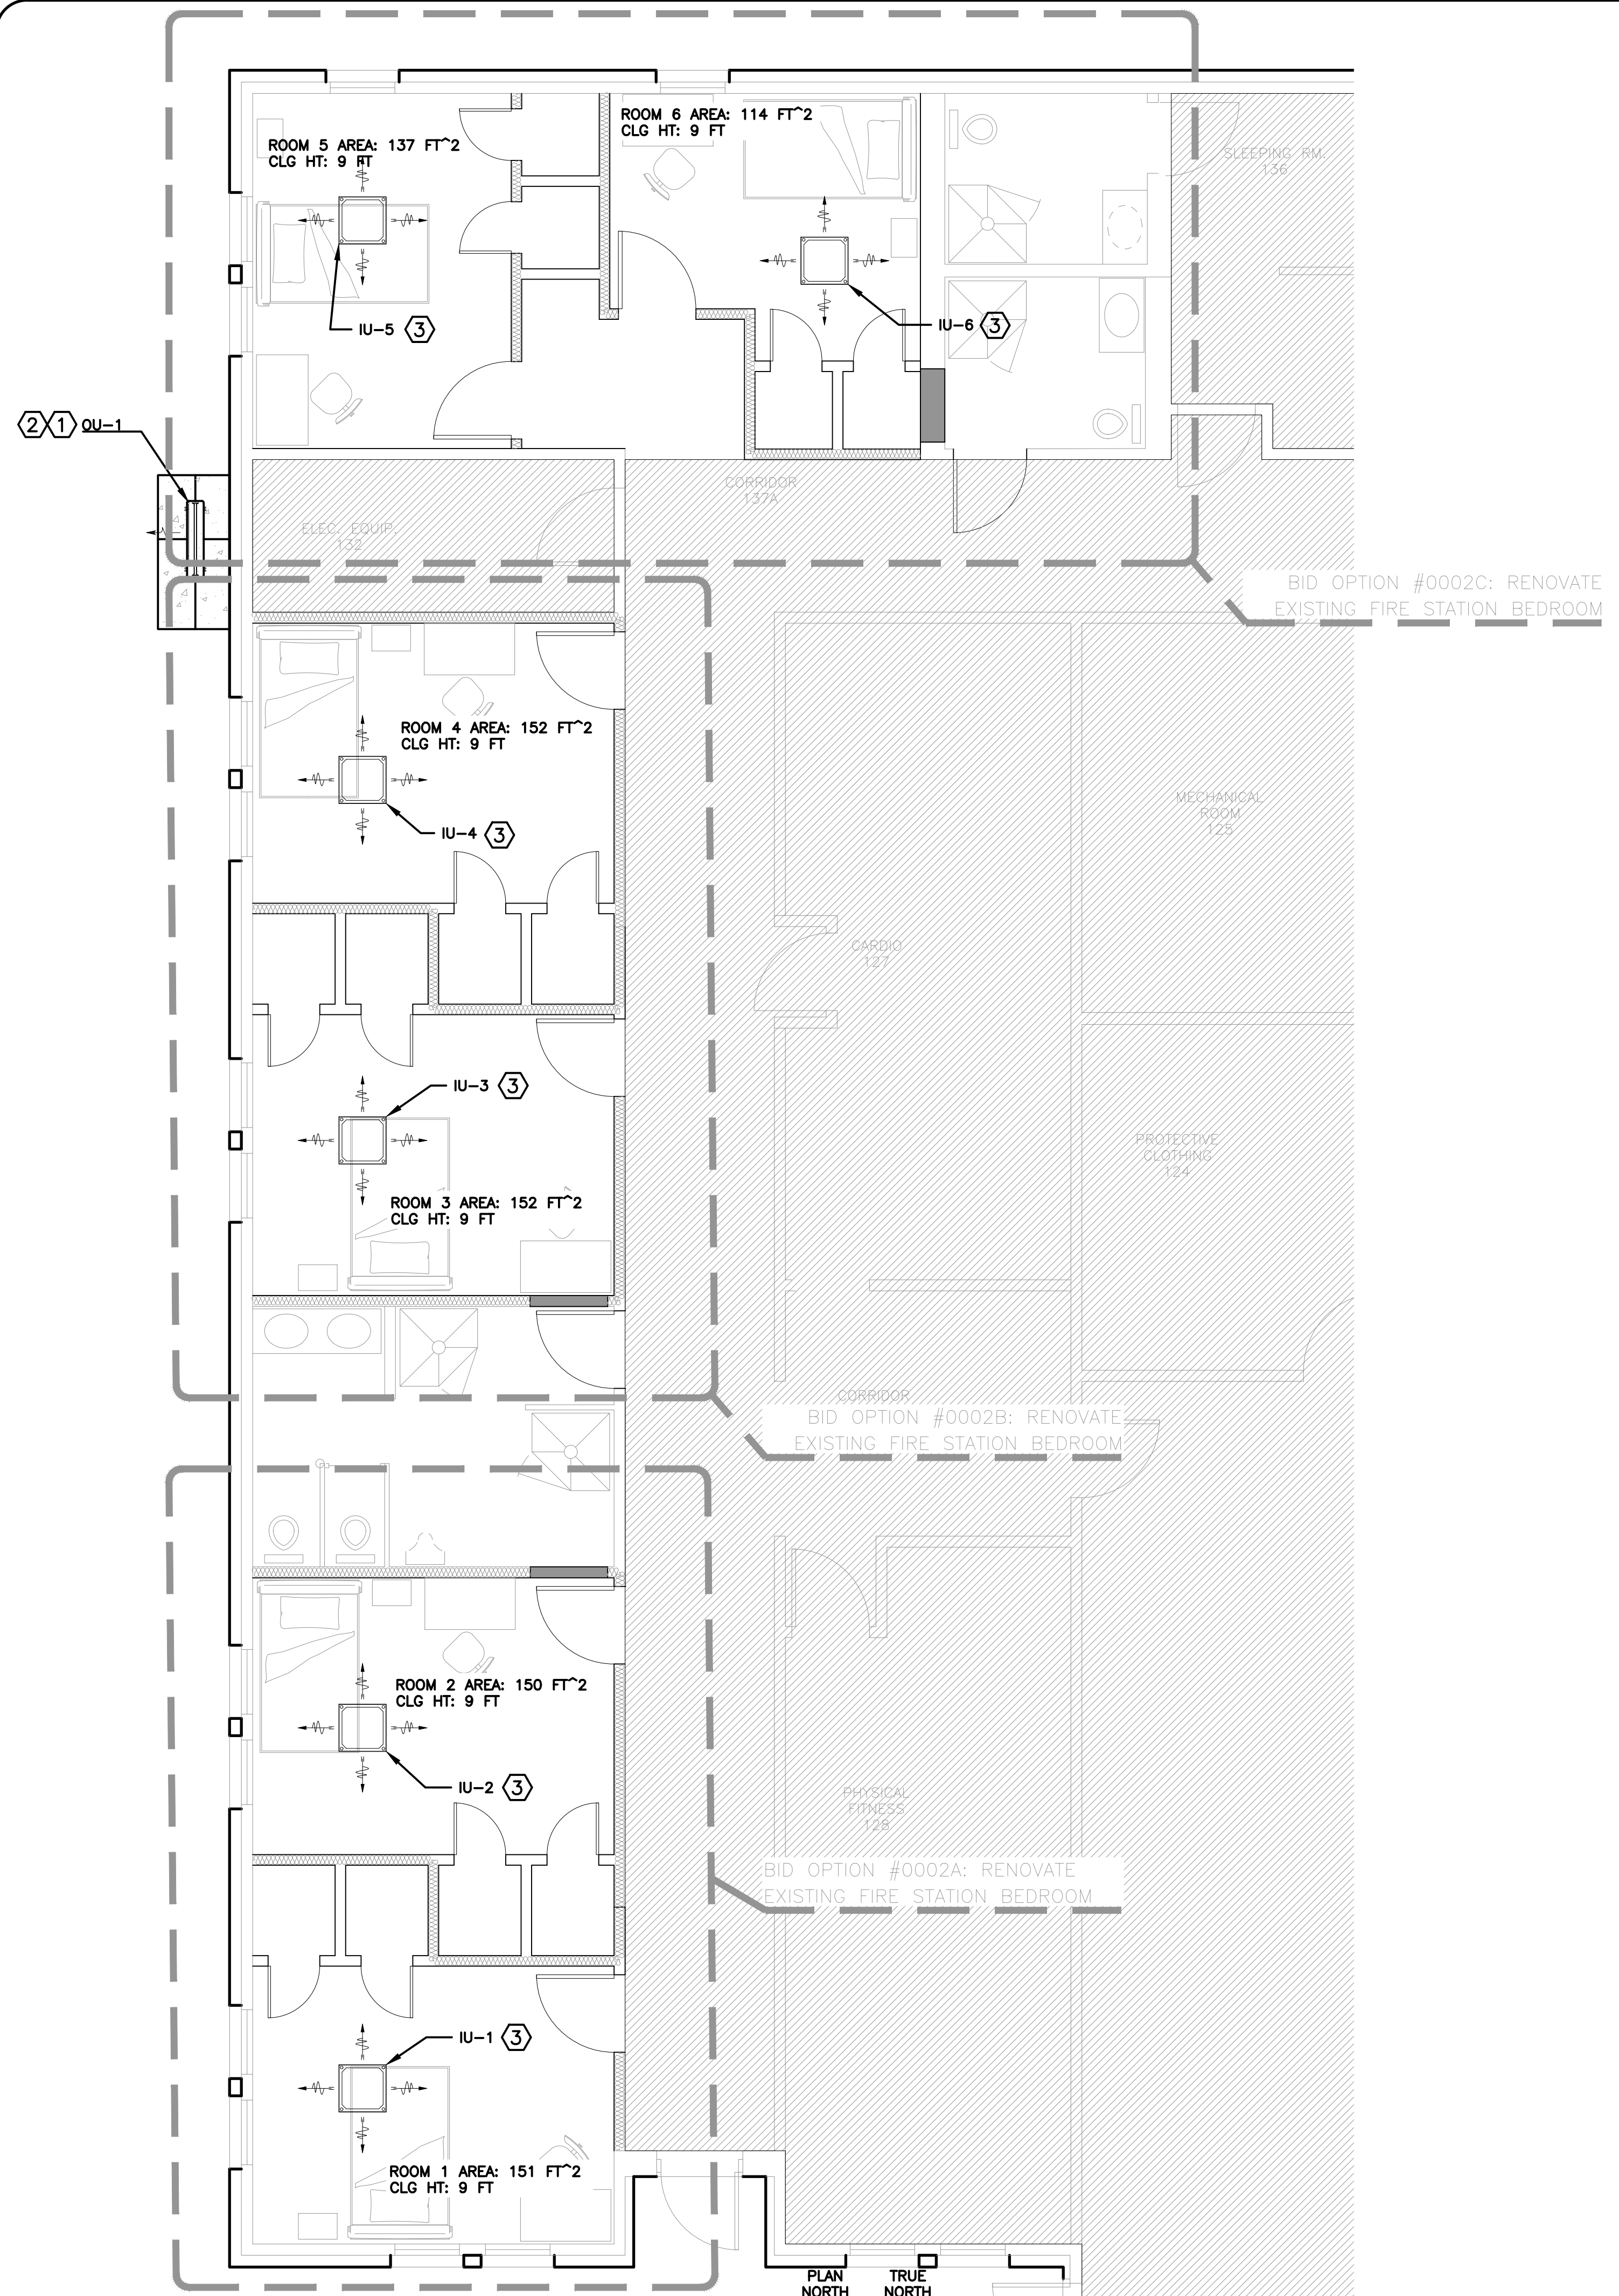 ROOM 5 AREA: 137 FT^2
CLG HT: 9 FT
ROOM 6 AREA: 114 FT^2
CLG HT: 9 FT
SLEEPING RM.
136
IU-5 3
IU-6 3
2 1 OU-1
CORRIDOR
137A
ELEC. EQUIP.
132
BID OPTION #0002C: RENOVATE
EXISTING FIRE STATION BEDROOM
ROOM 4 AREA: 152 FT^2
CLG HT: 9 FT
IU-4 3
MECHANICAL
ROOM
125
CARDIO
127
IU-3 3
PROTECTIVE
CLOTHING
124
ROOM 3 AREA: 152 FT^2
CLG HT: 9 FT
CORRIDOR
BID OPTION #0002B: RENOVATE
EXISTING FIRE STATION BEDROOM
ROOM 2 AREA: 150 FT^2
CLG HT: 9 FT
IU-2 3
PHYSICAL
FITNESS
128
BID OPTION #0002A: RENOVATE
EXISTING FIRE STATION BEDROOM
IU-1 3
ROOM 1 AREA: 151 FT^2
CLG HT: 9 FT
PLAN
NORTH
TRUE
NORTH